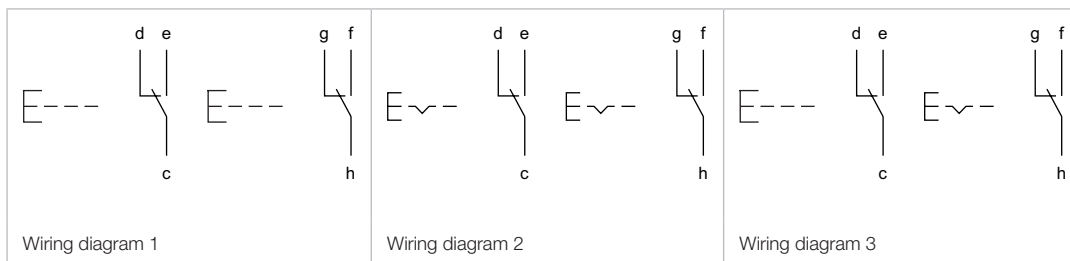 d e g f d e g f d e g f
c h c h c h
Wiring diagram 1 Wiring diagram 2 Wiring diagram 3